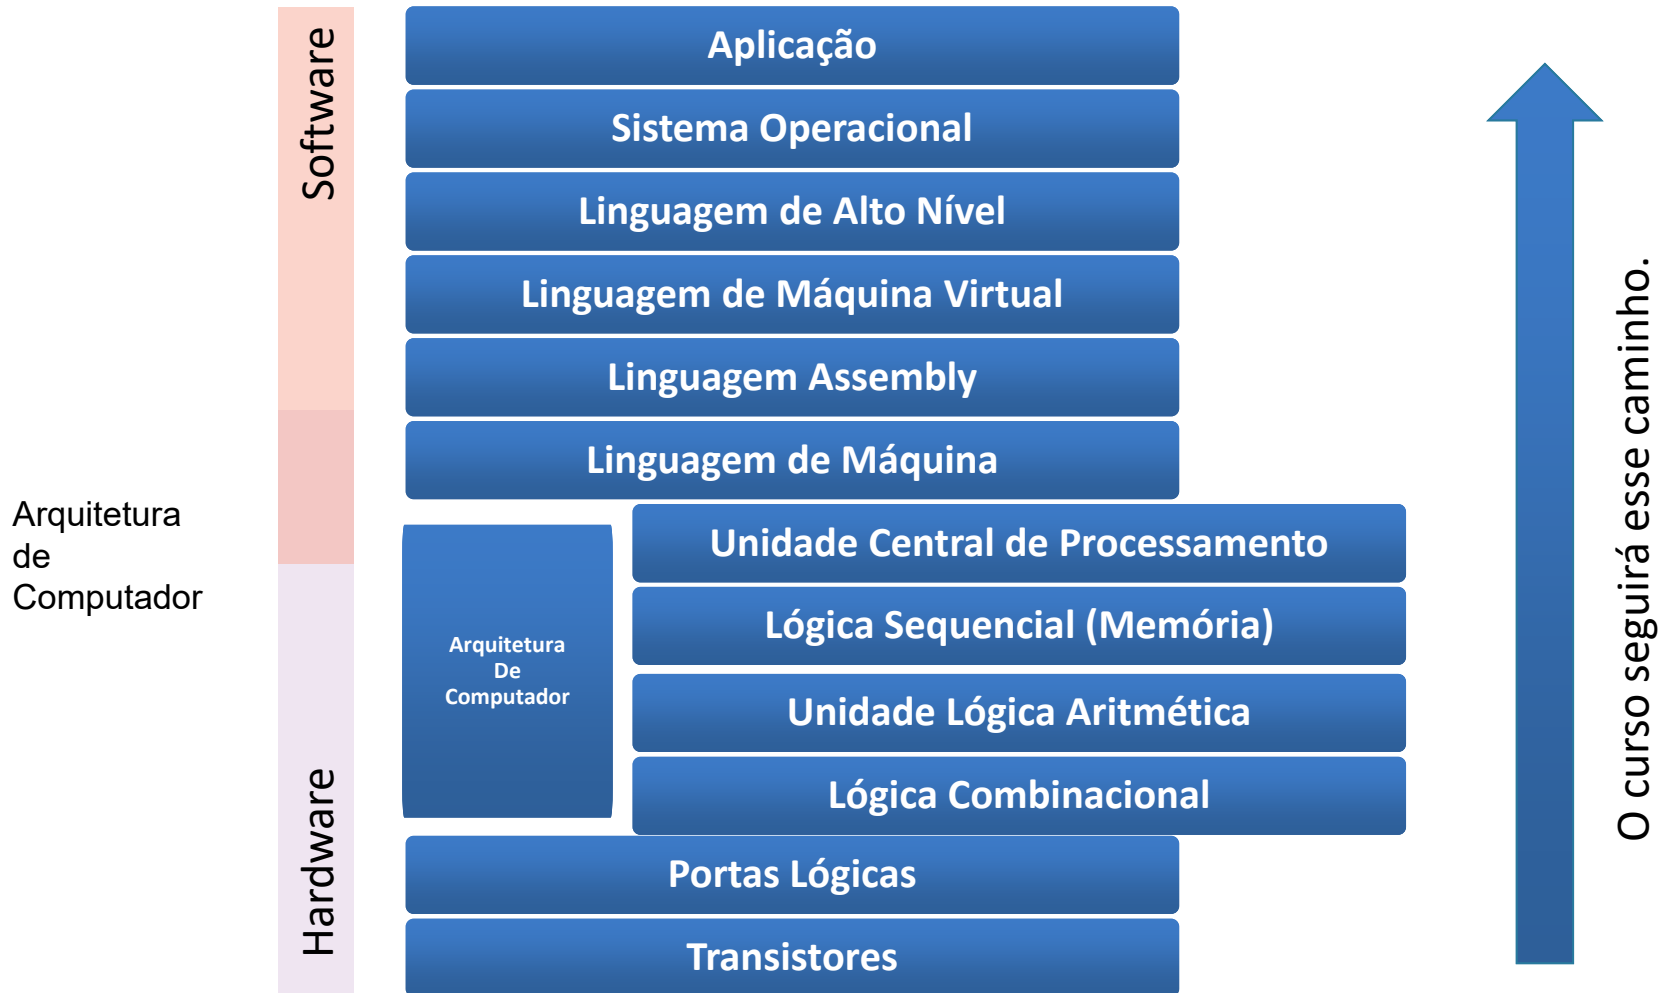 Software
Aplicação
Sistema Operacional
Linguagem de Alto Nível
Linguagem de Máquina Virtual
Linguagem Assembly
Linguagem de Máquina
Arquitetura
de
Computador
Hardware
Arquitetura
De
Computador
Unidade Central de Processamento
Lógica Sequencial (Memória)
Unidade Lógica Aritmética
Lógica Combinacional
Portas Lógicas
Transistores
O curso seguirá esse caminho.